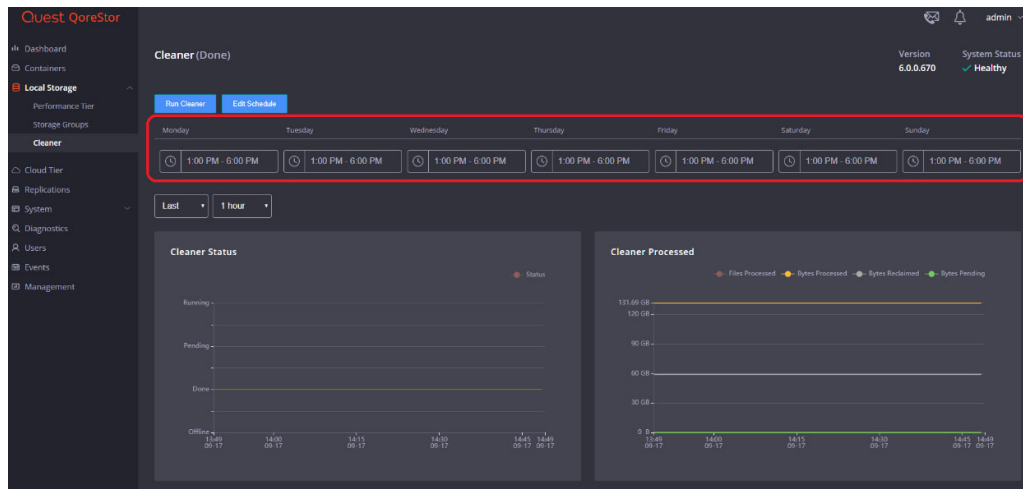 Quest QoreStor
admin
Dashboard
Containers
Local Storage
Performance Tier
Storage Groups
Cleaner
Cloud Tier
Replications
System
Diagnostics
Users
Events
Management
Cleaner (Done)
Version
6.0.0.670
System Status
Healthy
Run Cleaner
Edit Schedule
Monday Tuesday Wednesday Thursday Friday Saturday Sunday
1:00 PM - 6:00 PM 1:00 PM - 6:00 PM 1:00 PM - 6:00 PM 1:00 PM - 6:00 PM 1:00 PM - 6:00 PM 1:00 PM - 6:00 PM 1:00 PM - 6:00 PM
Last 1 hour
Cleaner Status
Status
Running
Pending
Done
Offline
13:49 14:00 14:15 14:30 14:45 14:49
09-17 09-17 09-17 09-17 09-17 09-17
Cleaner Processed
Files Processed Bytes Processed Bytes Reclaimed Bytes Pending
131.69 GB
120 GB
90 GB
60 GB
30 GB
0 B
13:49 14:00 14:15 14:30 14:45 14:49
09-17 09-17 09-17 09-17 09-17 09-17